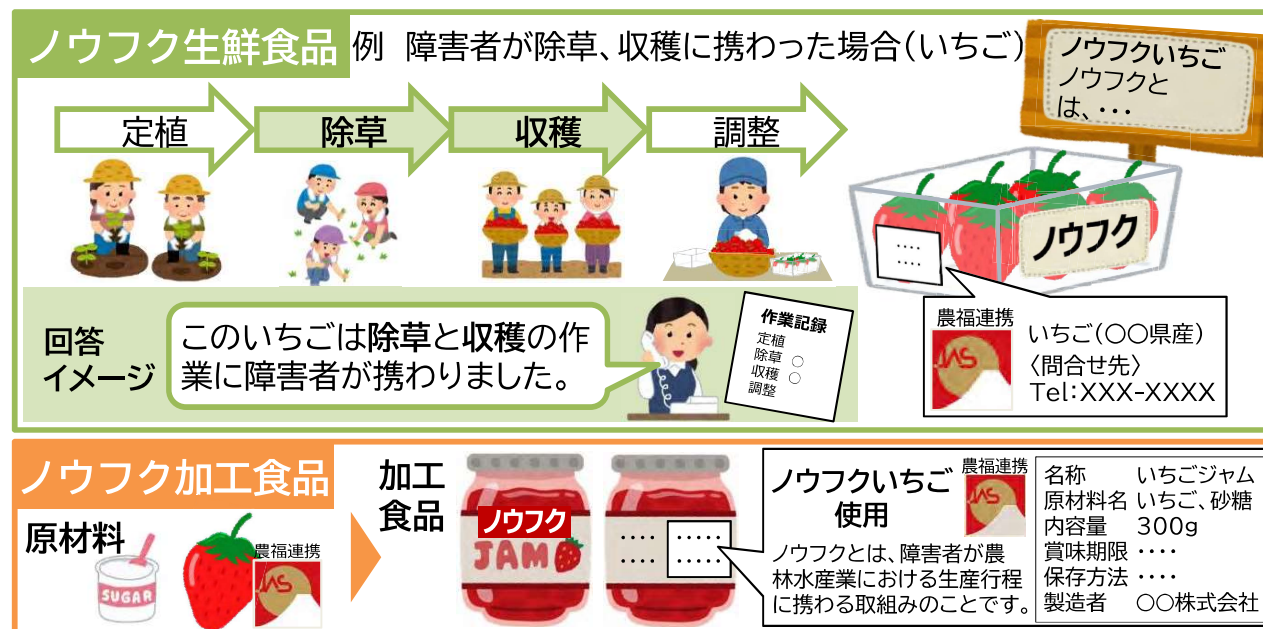 ノウフク生鮮食品
例 障害者が除草、収穫に携わった場合(いちご)
定植
除草
収穫
調整
ノウフクいちご
ノウフクと
は、・・・
ノウフク
・・・・
・・・・
回答
イメージ
このいちごは除草と収穫の作
業に障害者が携わりました。
作業記録
定植
除草 ○
収穫 ○
調整
農福連携
JAS
いちご(○○県産)
〈問合せ先〉
Tel:XXX-XXXX
ノウフク加工食品
原材料
SUGAR
農福連携
JAS
加工
食品
ノウフク
JAM
・・・・ ・・・・・
・・・・ ・・・・・
ノウフクいちご
使用
農福連携
JAS
ノウフクとは、障害者が農
林水産業における生産行程
に携わる取組みのことです。
名称 いちごジャム
原材料名 いちご、砂糖
内容量 300g
賞味期限 ・・・・
保存方法 ・・・・
製造者 ○○株式会社